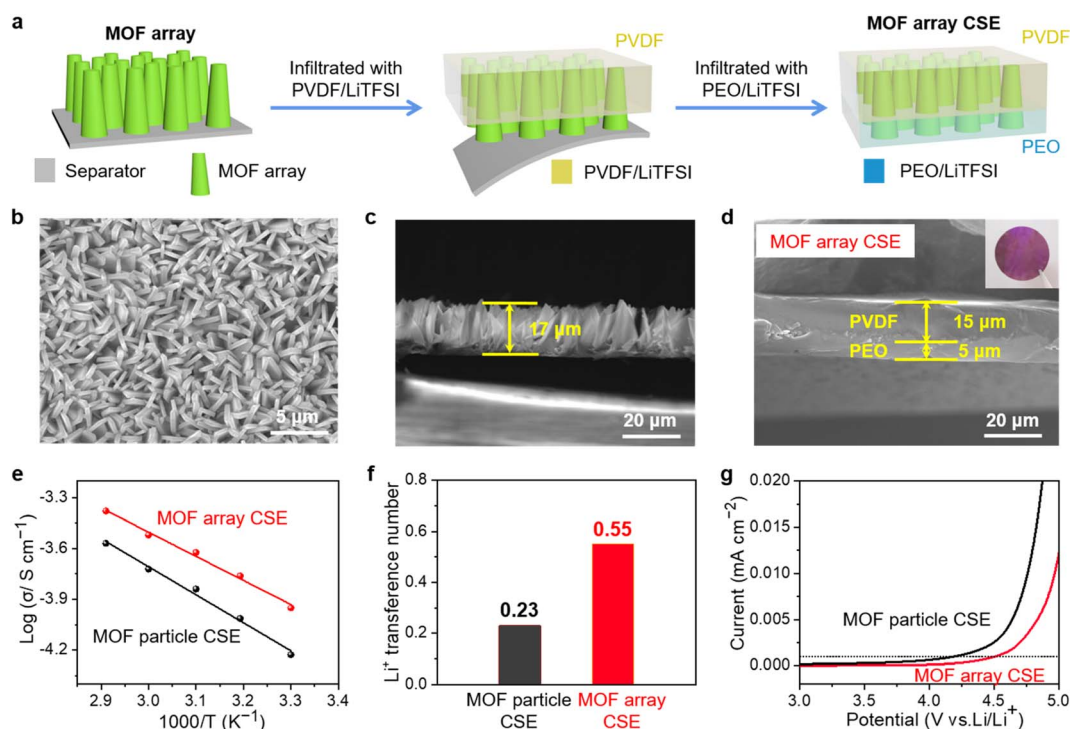 a
MOF array
Infiltrated with
PVDF/LiTFSI
PVDF
Infiltrated with
PEO/LiTFSI
MOF array CSE
PVDF
PEO
Separator
MOF array
PVDF/LiTFSI
PEO/LiTFSI
b
5 μm
c
17 μm
20 μm
d
MOF array CSE
PVDF
15 μm
PEO
5 μm
20 μm
e
Log (σ/ S cm⁻¹)
-3.3
-3.6
-3.9
-4.2
MOF array CSE
MOF particle CSE
2.9 3.0 3.1 3.2 3.3 3.4
1000/T (K⁻¹)
f
Li⁺ transference number
0.8
0.6
0.4
0.2
0.0
0.23
0.55
MOF particle
CSE
MOF array
CSE
g
Current (mA cm⁻²)
0.020
0.015
0.010
0.005
0.000
MOF particle CSE
MOF array CSE
3.0 3.5 4.0 4.5 5.0
Potential (V vs.Li/Li⁺)